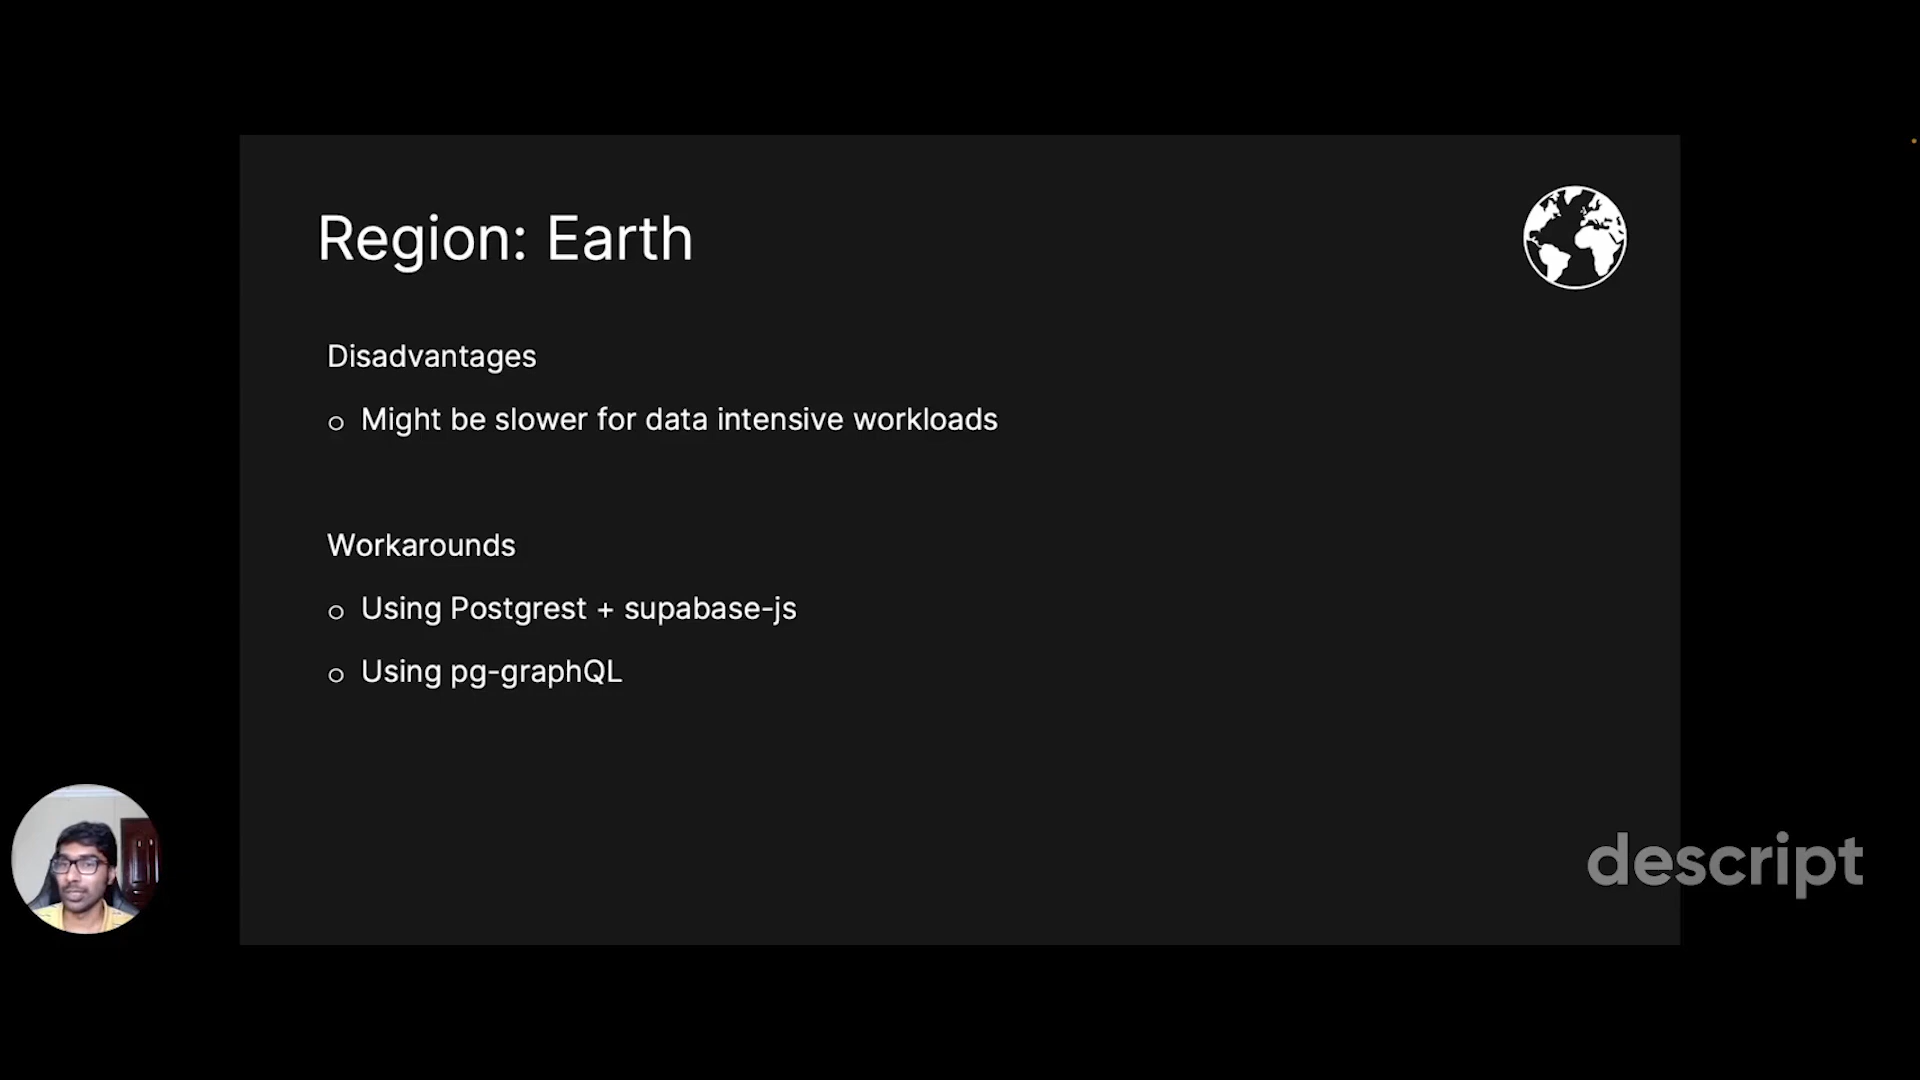 Region: Earth
Disadvantages
o Might be slower for data intensive workloads
Workarounds
o Using Postgrest + supabase-js
o Using pg-graphQL
descript